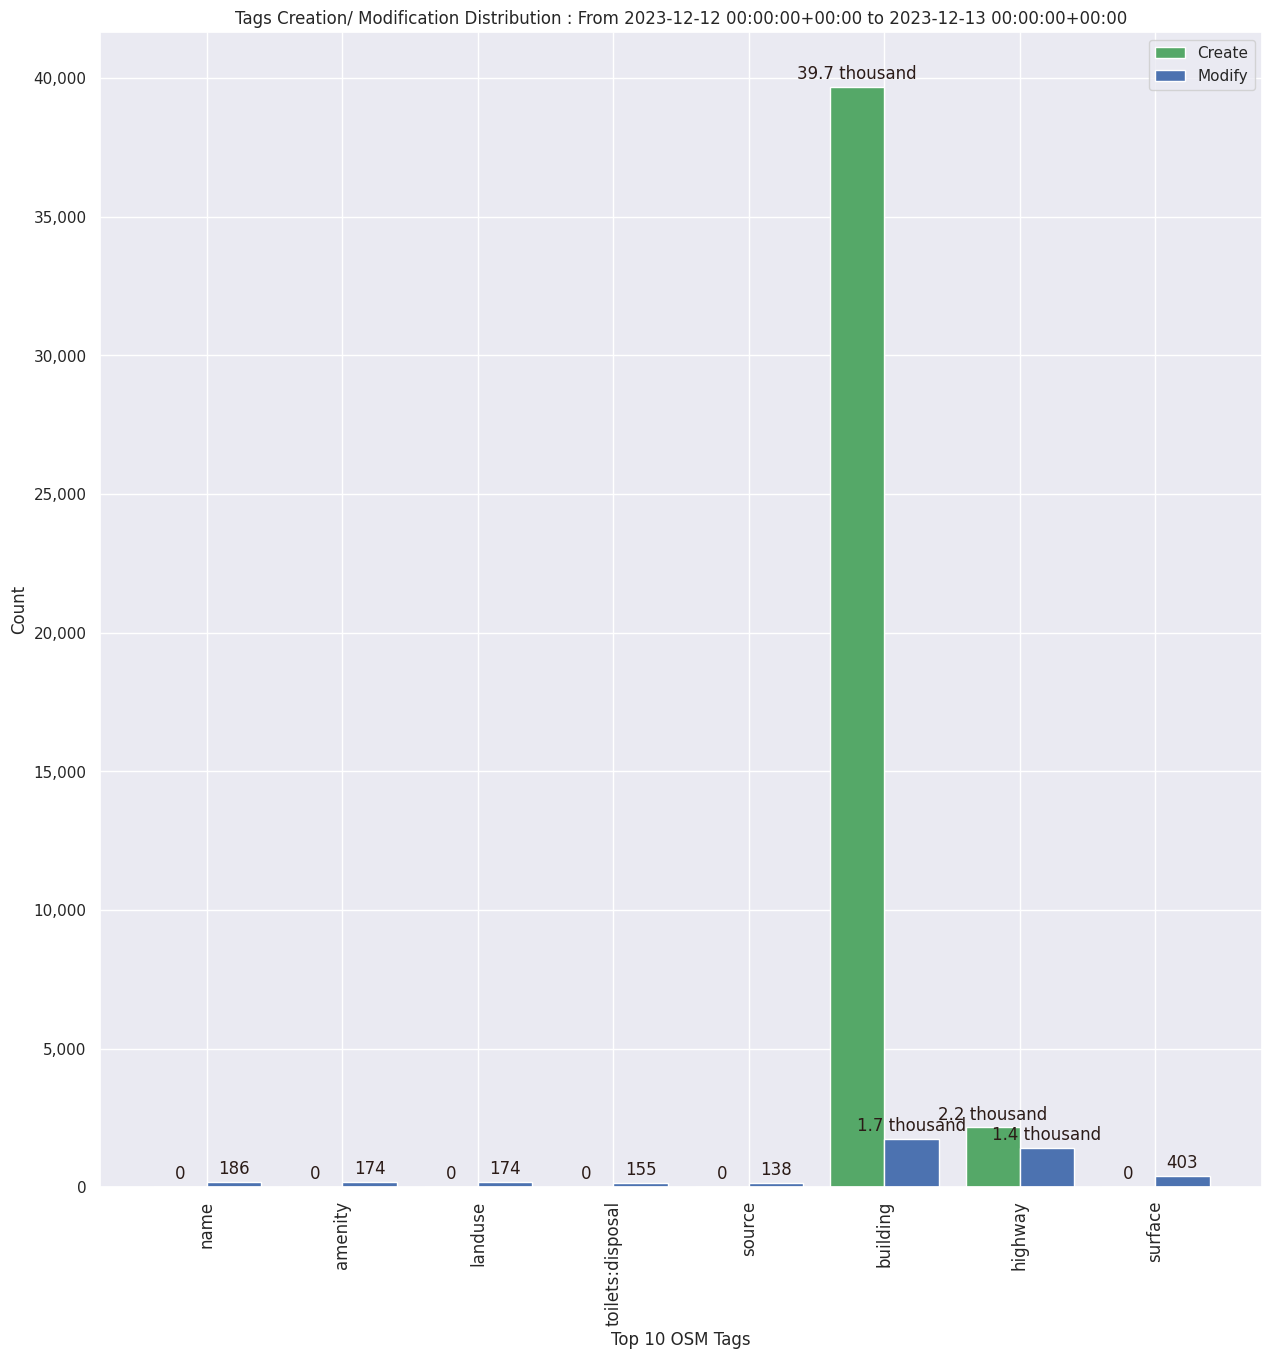 Tags Creation/ Modification Distribution : From 2023-12-12 00:00:00+00:00 to 2023-12-13 00:00:00+00:00
Create
Modify
40,000
35,000
30,000
25,000
20,000
15,000
10,000
5,000
0
Count
0
186
0
174
0
174
0
155
0
138
39.7 thousand
1.7 thousand
2.2 thousand
1.4 thousand
0
403
name
amenity
landuse
toilets:disposal
source
building
highway
surface
Top 10 OSM Tags